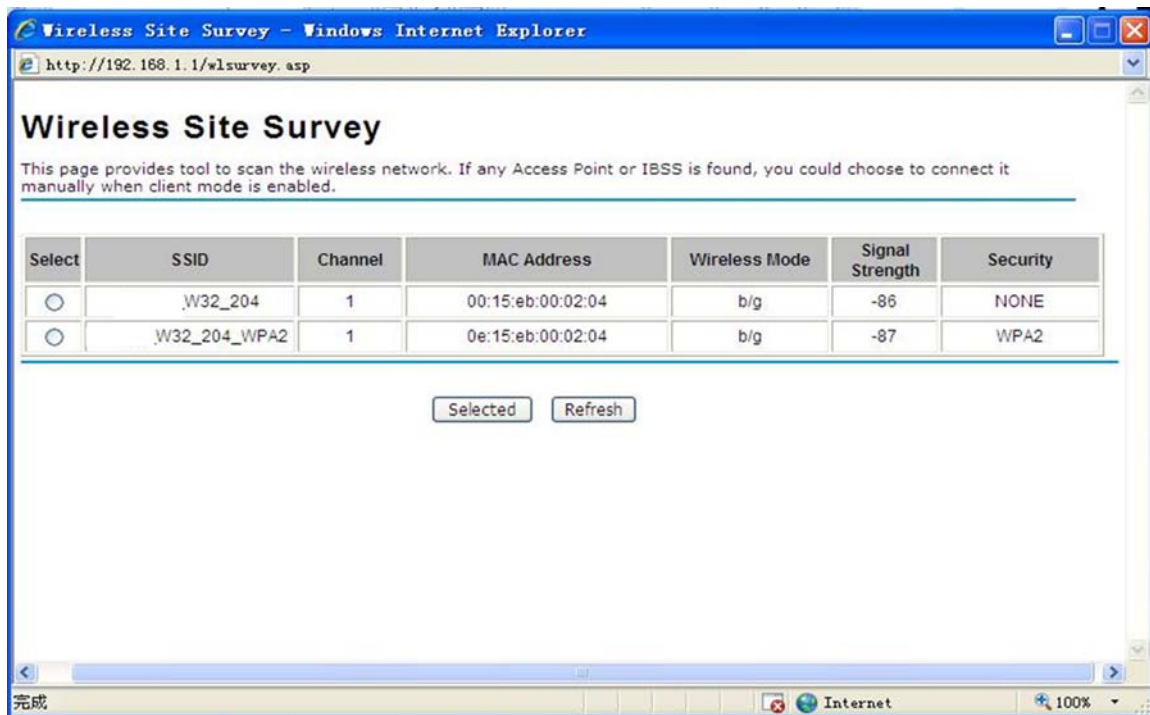 Wireless Site Survey - Windows Internet Explorer
http://192.168.1.1/wlsurvey.asp
Wireless Site Survey
This page provides tool to scan the wireless network. If any Access Point or IBSS is found, you could choose to connect it
manually when client mode is enabled.
Select SSID Channel MAC Address Wireless Mode Signal Strength Security
W32_204 1 00:15:eb:00:02:04 b/g -86 NONE
W32_204_WPA2 1 0e:15:eb:00:02:04 b/g -87 WPA2
Selected Refresh
完成 Internet 100%